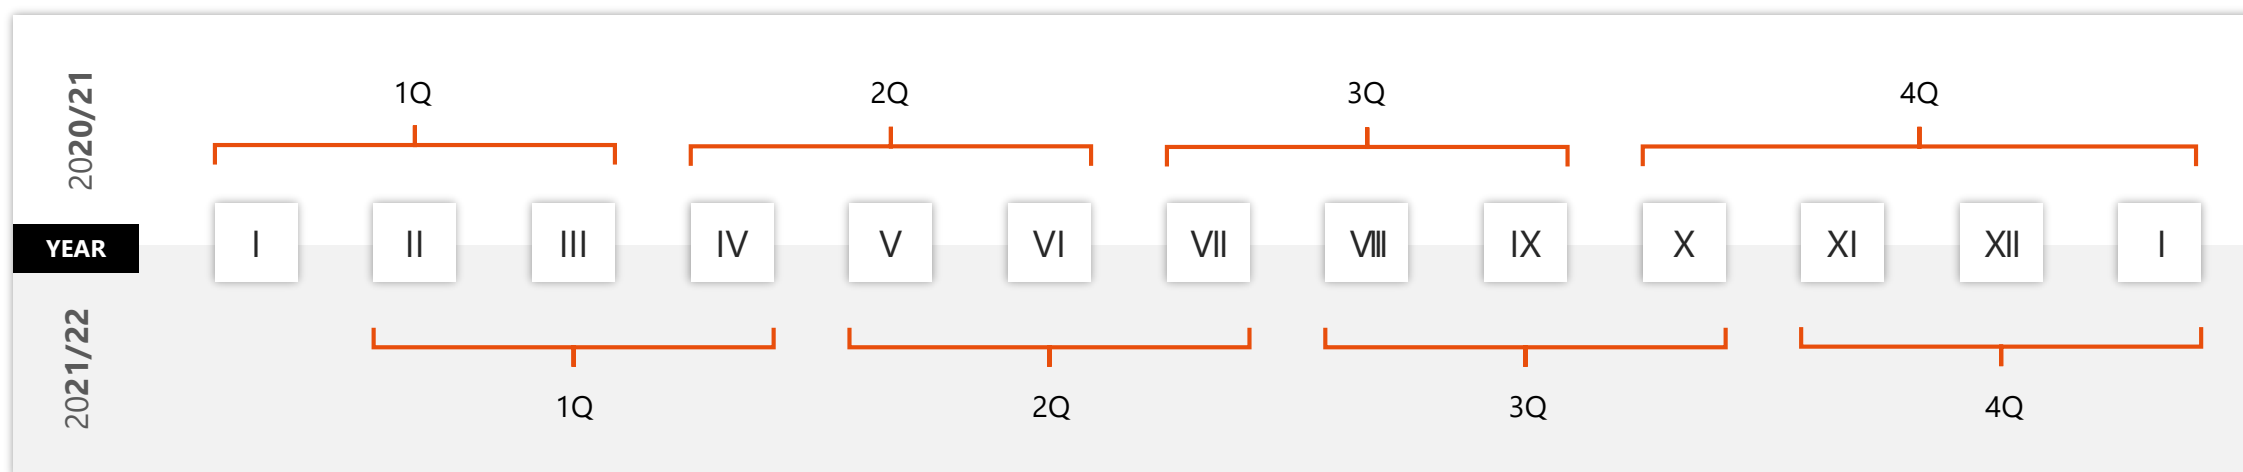 2020/21
1Q 2Q 3Q 4Q
YEAR
I II III IV V VI VII VIII IX X XI XII I
2021/22
1Q 2Q 3Q 4Q